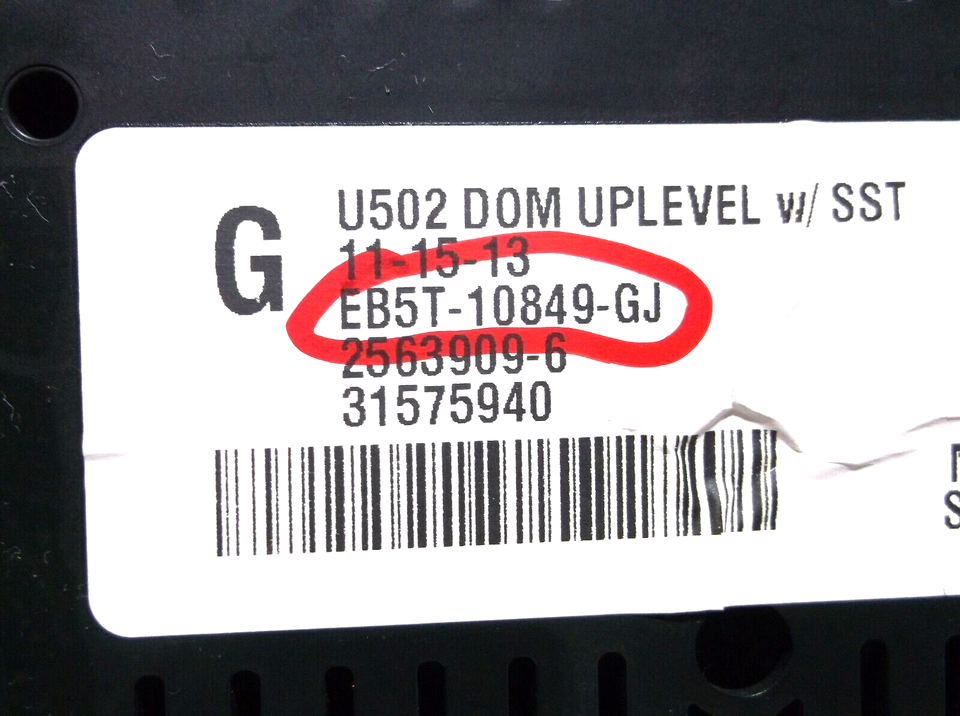 G
U502 DOM UPLEVEL w/ SST
11-15-13
EB5T-10849-GJ
2563909-6
31575940